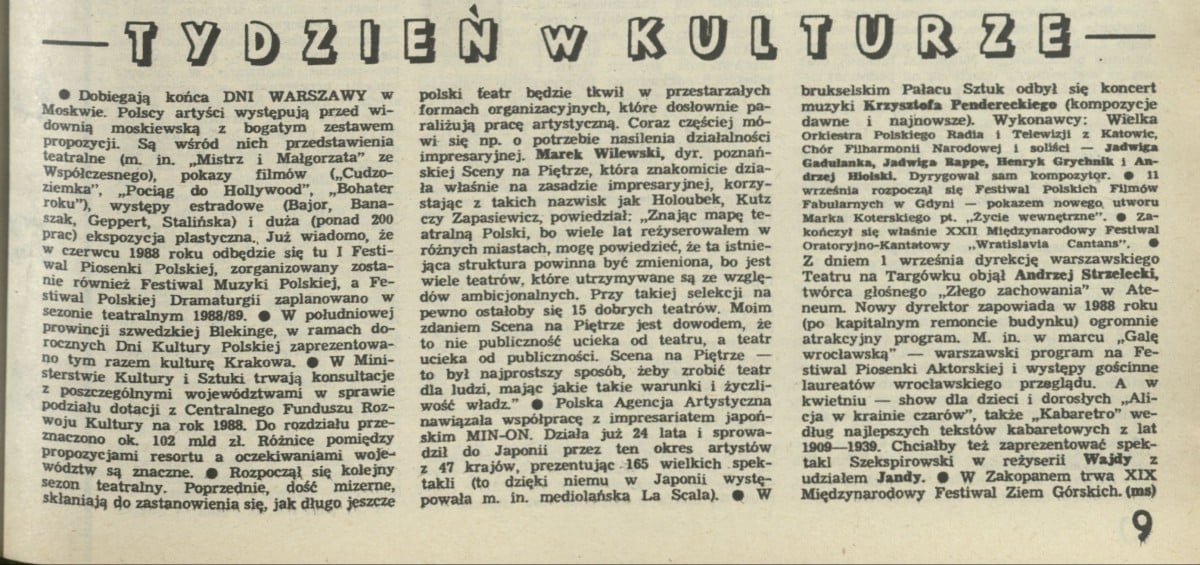 TYDZIEŃ w KULTURZE
● Dobiegają końca DNI WARSZAWY w
Moskwie. Polscy artyści występują przed wi-
downią moskiewską z bogatym zestawem
propozycji. Są wśród nich przedstawienia
teatralne (m. in. „Mistrz i Małgorzata" ze
Współczesnego), pokazy filmów („Cudzo-
ziemka", „Pociąg do Hollywood", „Bohater
roku"), występy estradowe (Bajor, Bana-
szak, Geppert, Stalińska) i duża (ponad 200
prac) ekspozycja plastyczna. Już wiadomo, że
w czerwcu 1988 roku odbędzie się tu I Festi-
wal Piosenki Polskiej, zorganizowany zosta-
nie również Festiwal Muzyki Polskiej, a Fe-
stiwal Polskiej Dramaturgii zaplanowano w
sezonie teatralnym 1988/89. ● W południowej
prowincji szwedzkiej Blekinge, w ramach do-
rocznych Dni Kultury Polskiej zaprezentowa-
no tym razem kulturę Krakowa. ● W Mini-
sterstwie Kultury i Sztuki trwają konsultacje
z poszczególnymi województwami w sprawie
podziału dotacji z Centralnego Funduszu Roz-
woju Kultury na rok 1988. Do rozdziału prze-
znaczono ok. 102 mld zł. Różnice pomiędzy
propozycjami resortu a oczekiwaniami woje-
wództw są znaczne. ● Rozpoczął się kolejny
sezon teatralny. Poprzednie, dość mizerne,
skłaniają do zastanowienia się, jak długo jeszcze
polski teatr będzie tkwił w przestarzałych
formach organizacyjnych, które dosłownie pa-
raliżują pracę artystyczną. Coraz częściej mó-
wi się np. o potrzebie nasilenia działalności
impresaryjnej. Marek Wilewski, dyr. poznań-
skiej Sceny na Piętrze, która znakomicie dzia-
ła właśnie na zasadzie impresaryjnej, korzy-
stając z takich nazwisk jak Holoubek, Kutz
czy Zapasiewicz, powiedział: „Znając mapę te-
atralną Polski, bo wiele lat reżyserowałem w
różnych miastach, mogę powiedzieć, że ta istnie-
jąca struktura powinna być zmieniona, bo jest
wiele teatrów, które utrzymywane są ze wzglę-
dów ambicjonalnych. Przy takiej selekcji na
pewno ostałoby się 15 dobrych teatrów. Moim
zdaniem Scena na Piętrze jest dowodem, że
to nie publiczność ucieka od teatru, a teatr
ucieka od publiczności. Scena na Piętrze —
to był najprostszy sposób, żeby zrobić teatr
dla ludzi, mając jakie takie warunki i życzli-
wość władz." ● Polska Agencja Artystyczna
nawiązała współpracę z impresariatem japoń-
skim MIN-ON. Działa już 24 lata i sprowa-
dził do Japonii przez ten okres artystów
z 47 krajów, prezentując 165 wielkich spek-
takli (to dzięki niemu w Japonii wystę-
powała m. in. mediolańska La Scala). ● W
brukselskim Pałacu Sztuk odbył się koncert
muzyki Krzysztofa Pendereckiego (kompozycje
dawne i najnowsze). Wykonawcy: Wielka
Orkiestra Polskiego Radia i Telewizji z Katowic,
Chór Filharmonii Narodowej i soliści — Jadwiga
Gadulanka, Jadwiga Rappe, Henryk Grychnik i An-
drzej Hiolski. Dyrygował sam kompozytor. ● 11
września rozpoczął się Festiwal Polskich Filmów
Fabularnych w Gdyni — pokazem nowego utworu
Marka Koterskiego pt. „Życie wewnętrzne". ● Za-
kończył się właśnie XXII Międzynarodowy Festiwal
Oratoryjno-Kantatowy „Wratislavia Cantans". ●
Z dniem 1 września dyrekcję warszawskiego
Teatru na Targówku objął Andrzej Strzelecki,
twórca głośnego „Złego zachowania" w Ate-
neum. Nowy dyrektor zapowiada w 1988 roku
(po kapitalnym remoncie budynku) ogromnie
atrakcyjny program. M. in. w marcu „Galę
wrocławską" — warszawski program na Fe-
stiwal Piosenki Aktorskiej i występy gościnne
laureatów wrocławskiego przeglądu. A w
kwietniu — show dla dzieci i dorosłych „Ali-
cja w krainie czarów", także „Kabaretro" we-
dług najlepszych tekstów kabaretowych z lat
1909—1939. Chciałby też zaprezentować spek-
takl Szekspirowski w reżyserii Wajdy z
udziałem Jandy. ● W Zakopanem trwa XIX
Międzynarodowy Festiwal Ziem Górskich. (ms)
9